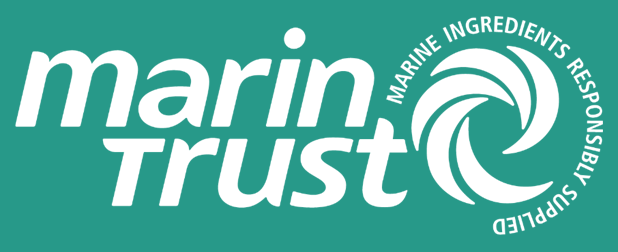 marin
trust
MARINE INGREDIENTS RESPONSIBLY SUPPLIED